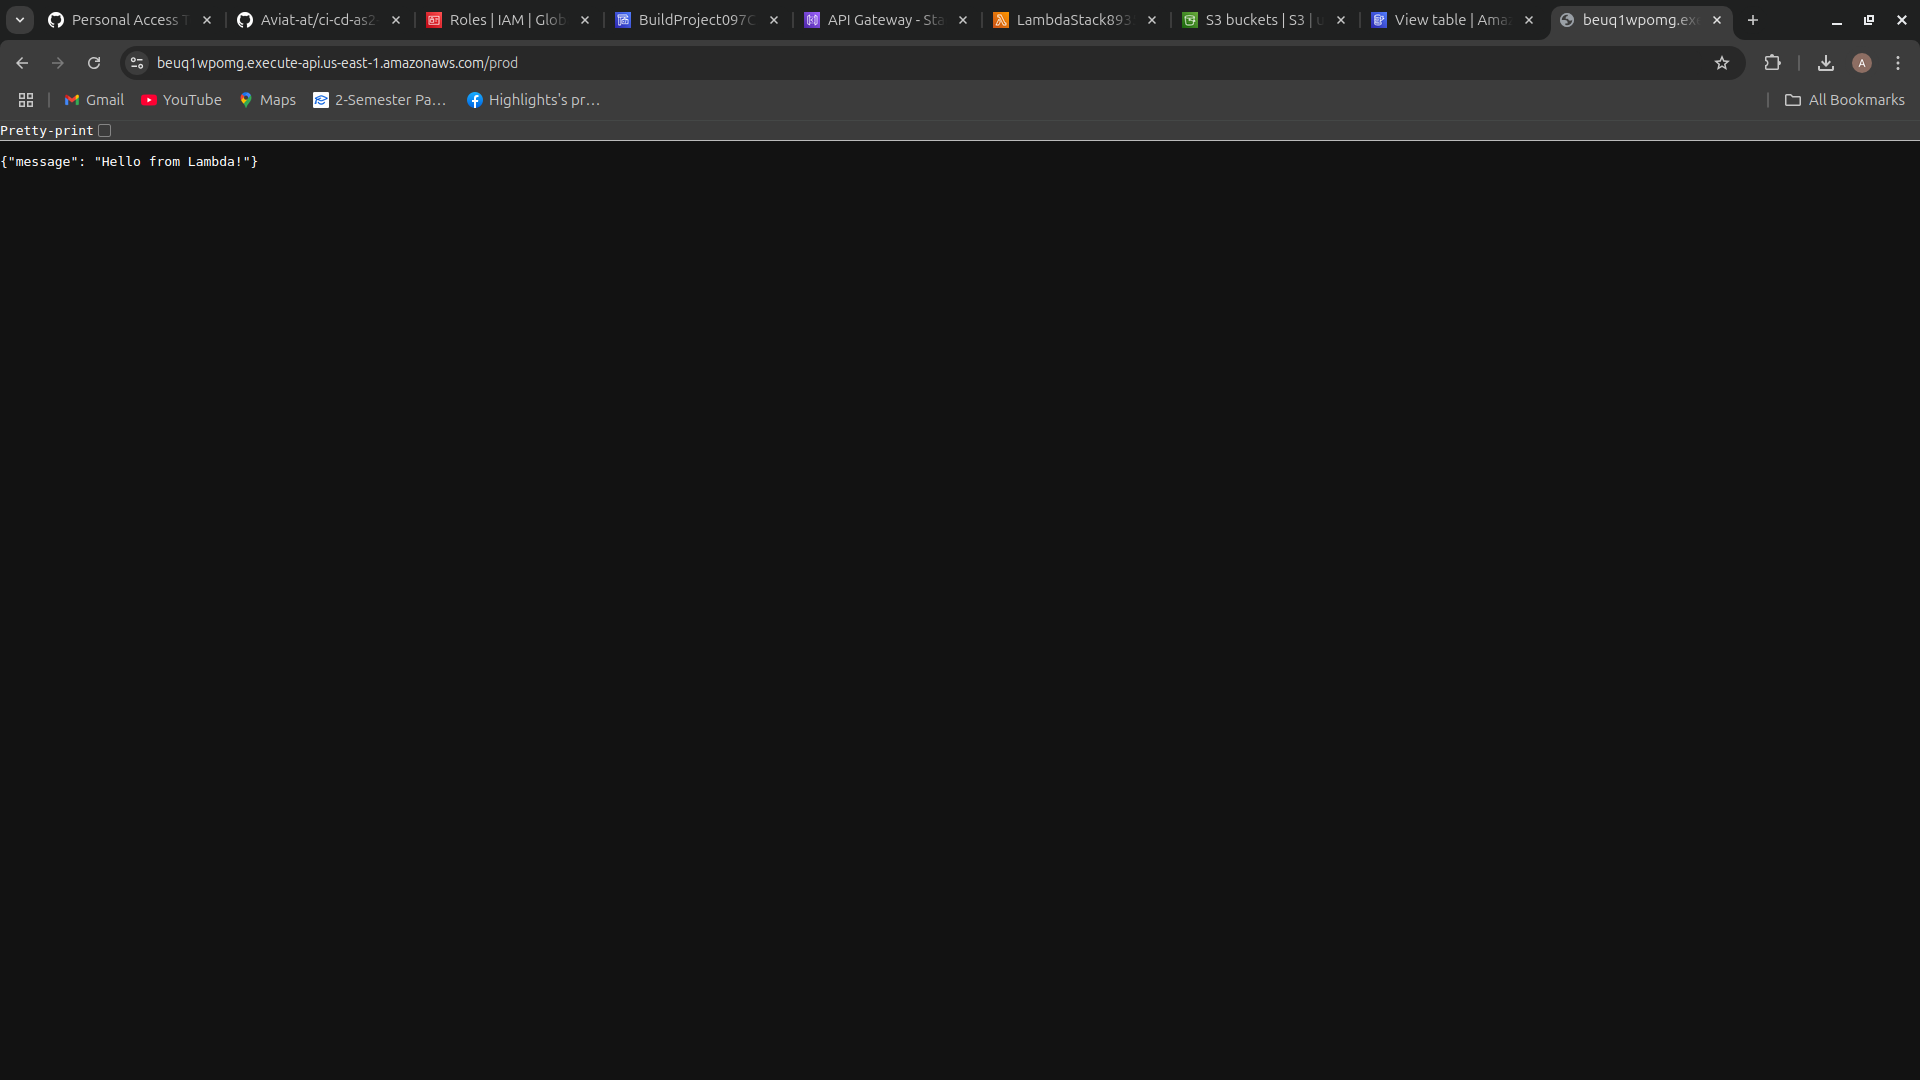 Personal Access T
Aviat-at/ci-cd-as2
Roles | IAM | Glob
BuildProject097C
API Gateway - Sta
LambdaStack893
S3 buckets | S3 | u
View table | Ama
beuq1wpomg.exe
beuq1wpomg.execute-api.us-east-1.amazonaws.com/prod
A
Gmail
YouTube
Maps
2-Semester Pa...
Highlights's pr...
All Bookmarks
Pretty-print
{"message": "Hello from Lambda!"}